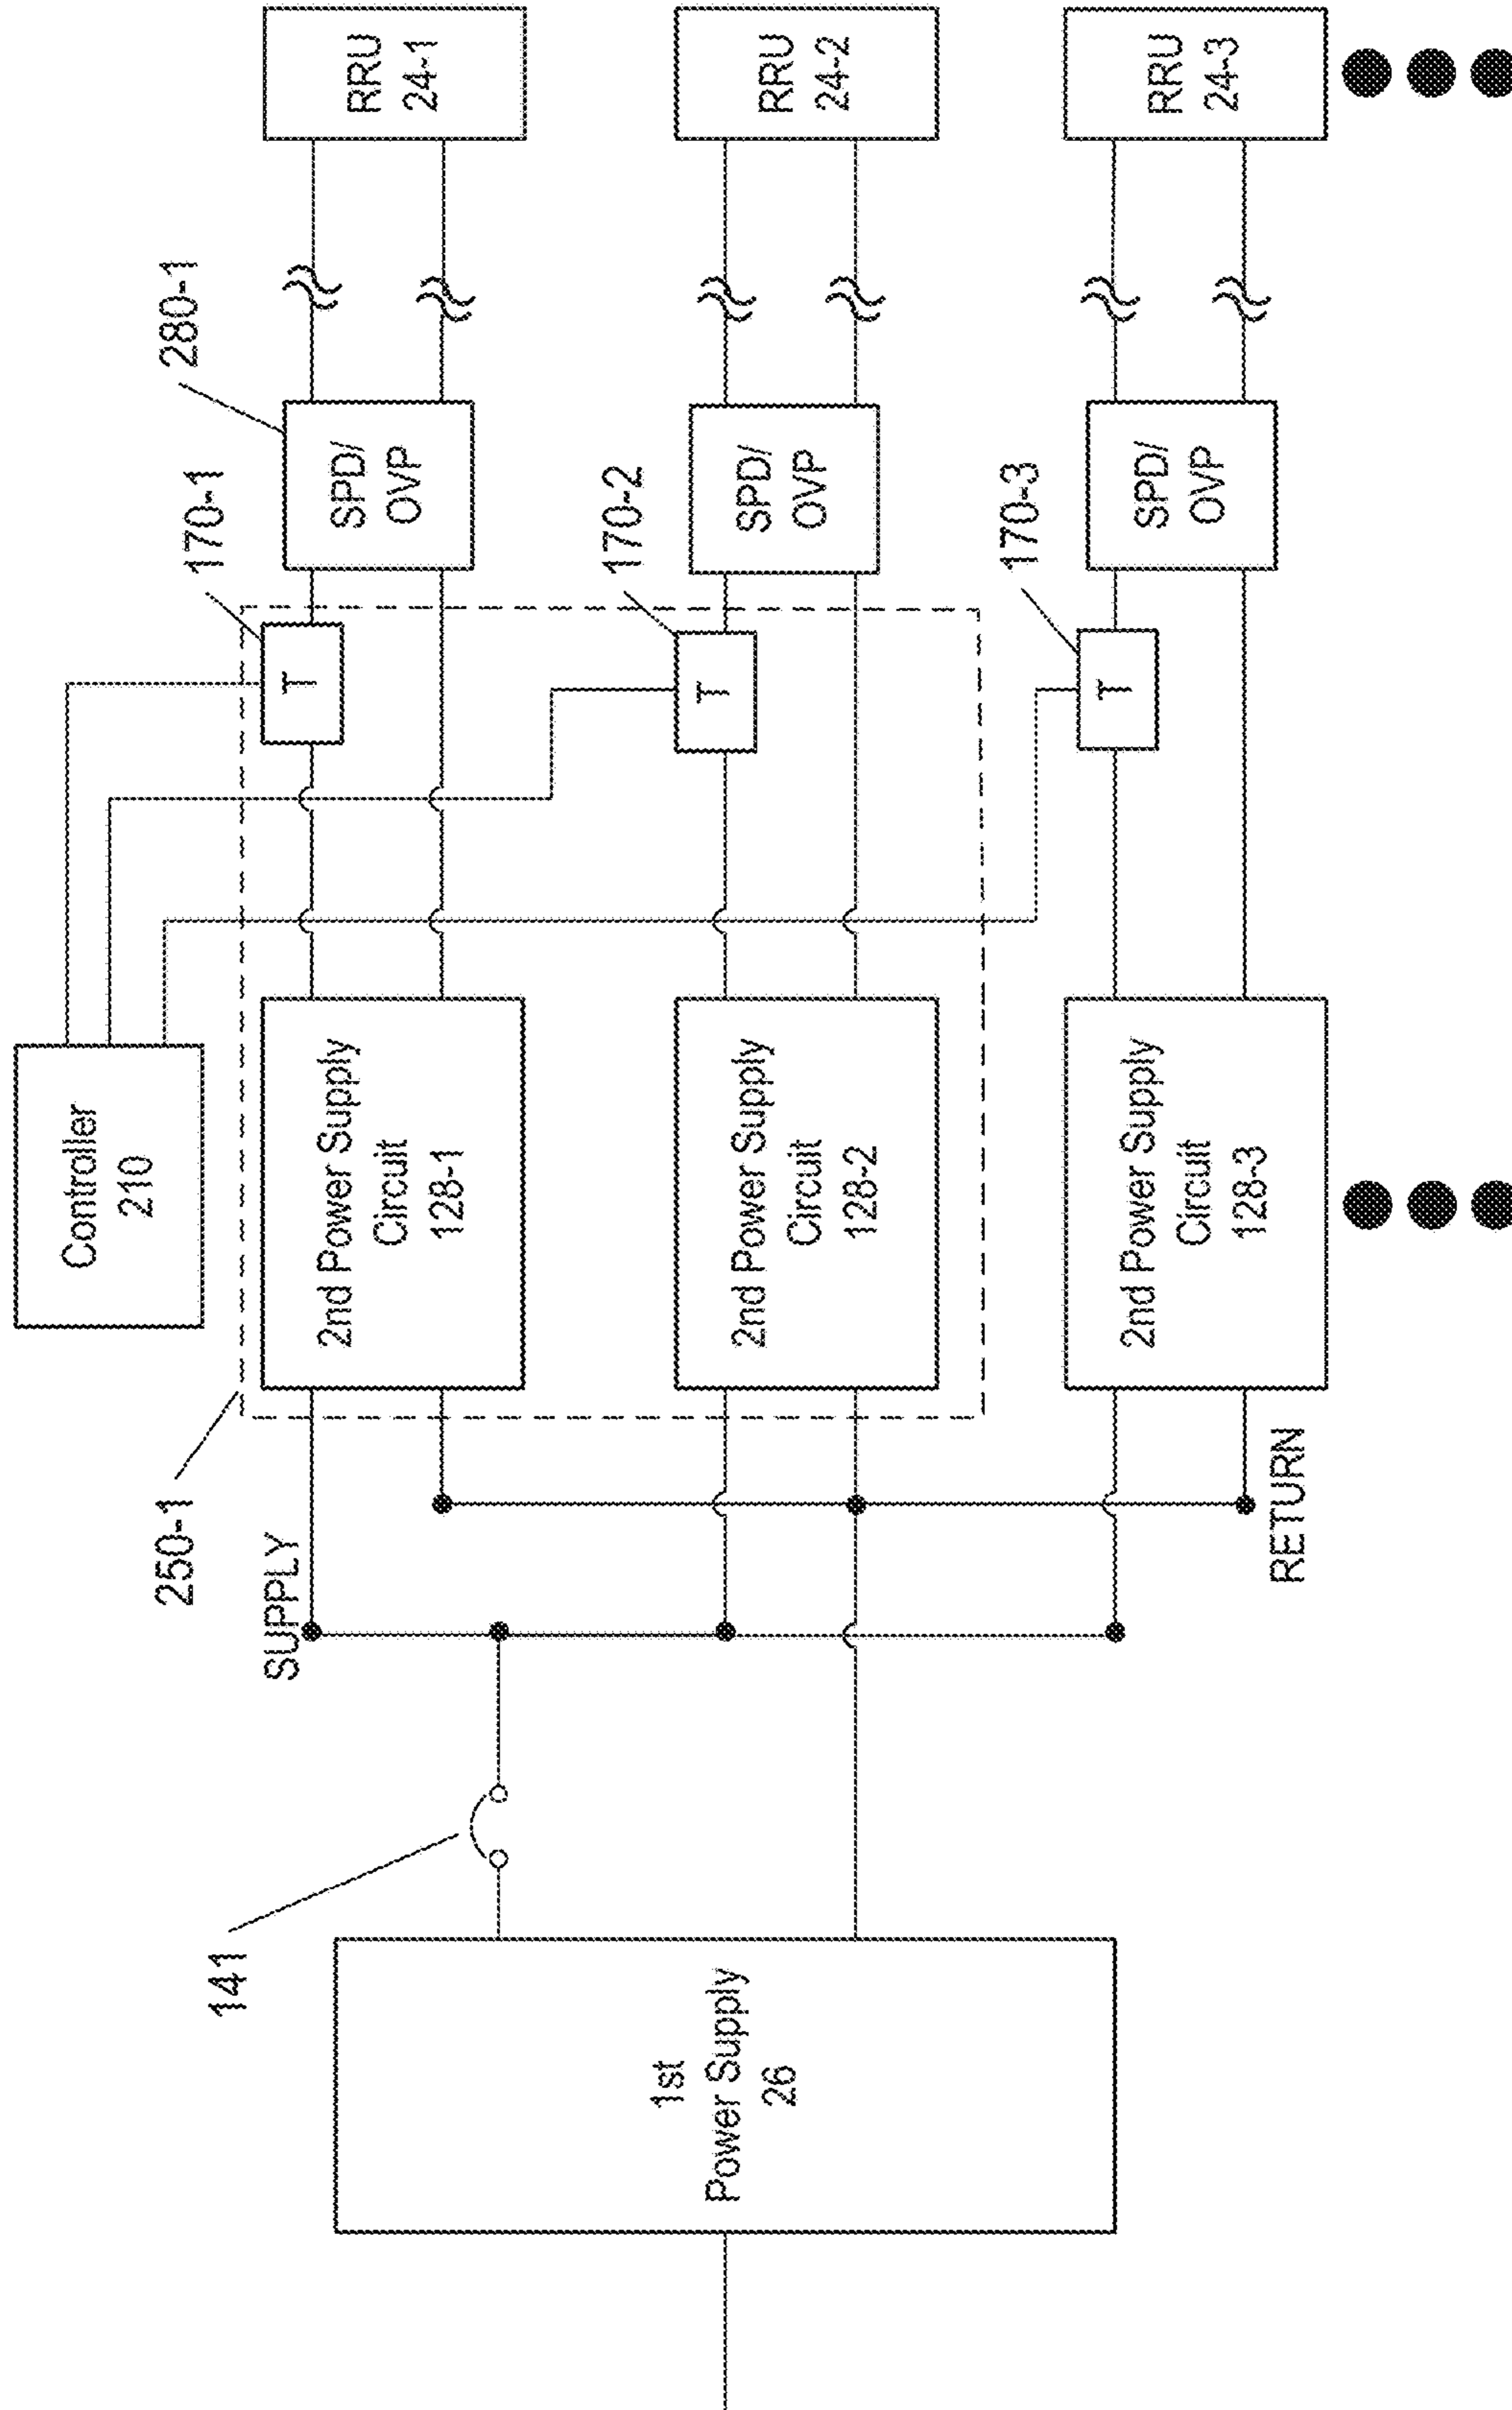 Controller
210
250-1
170-1
280-1
SUPPLY
2nd Power Supply
Circuit
128-1
T
SPD/
OVP
RRU
24-1
141
170-2
1st
Power Supply
26
2nd Power Supply
Circuit
128-2
T
SPD/
OVP
RRU
24-2
170-3
2nd Power Supply
Circuit
128-3
T
SPD/
OVP
RRU
24-3
RETURN